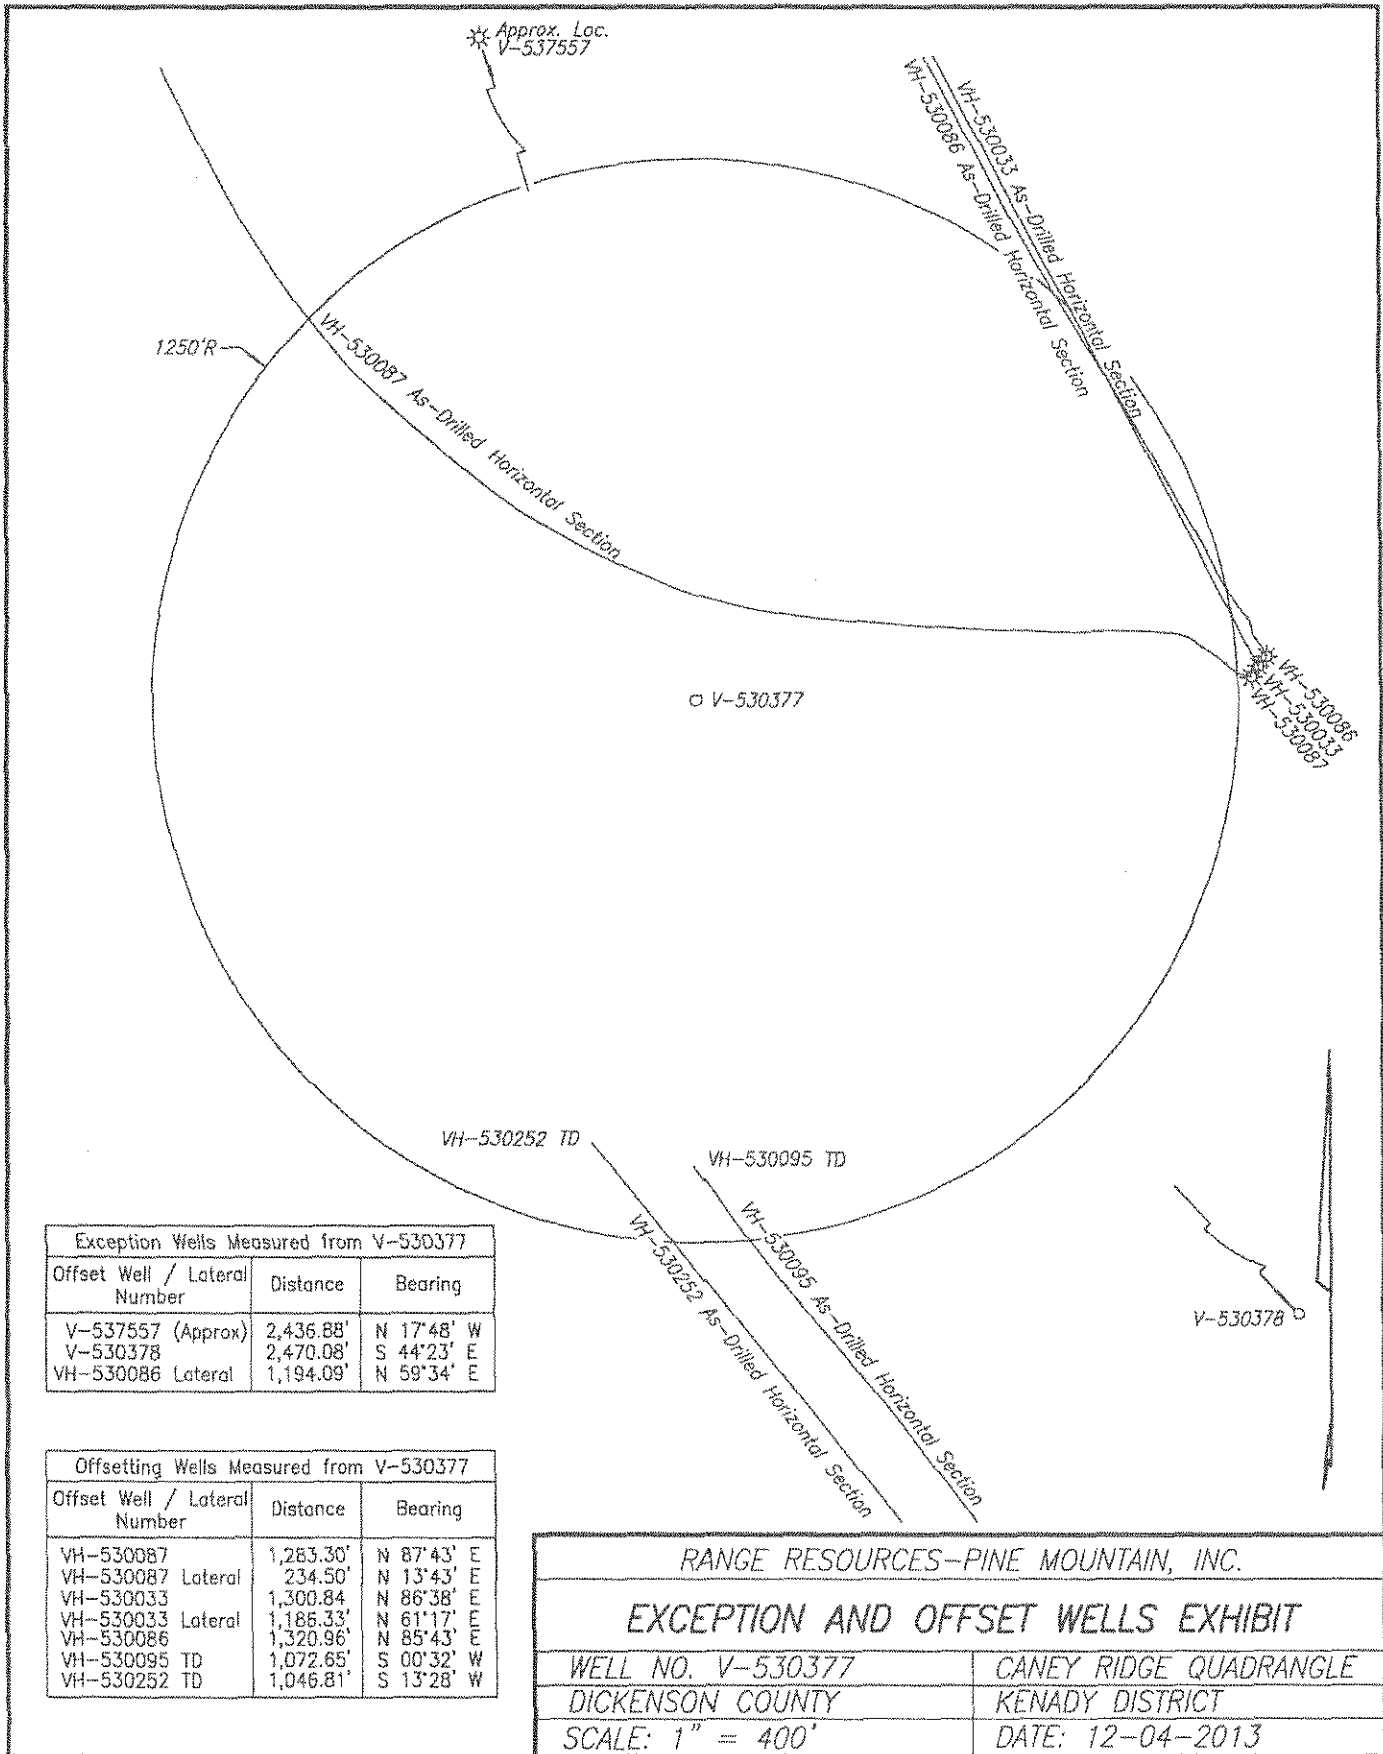 Approx. Loc.
V-537557
VH-530086 As-Drilled Horizontal Section
VH-530033 As-Drilled Horizontal Section
1250'R
VH-530087 As-Drilled Horizontal Section
V-530377
VH-530086
VH-530033
VH-530087
VH-530252 TD
VH-530095 TD
VH-530252 As-Drilled Horizontal Section
VH-530095 As-Drilled Horizontal Section
V-530378
Exception Wells Measured from V-530377
Offset Well / Lateral Number Distance Bearing
V-537557 (Approx) 2,436.88' N 17°48' W
V-530378 2,470.08' S 44°23' E
VH-530086 Lateral 1,194.09' N 59°34' E
Offsetting Wells Measured from V-530377
Offset Well / Lateral Number Distance Bearing
VH-530087 1,283.30' N 87°43' E
VH-530087 Lateral 234.50' N 13°43' E
VH-530033 1,300.84 N 86°38' E
VH-530033 Lateral 1,186.33' N 61°17' E
VH-530086 1,320.96' N 85°43' E
VH-530095 TD 1,072.65' S 00°32' W
VH-530252 TD 1,046.81' S 13°28' W
RANGE RESOURCES-PINE MOUNTAIN, INC.
EXCEPTION AND OFFSET WELLS EXHIBIT
WELL NO. V-530377 CANEY RIDGE QUADRANGLE
DICKENSON COUNTY KENADY DISTRICT
SCALE: 1" = 400' DATE: 12-04-2013